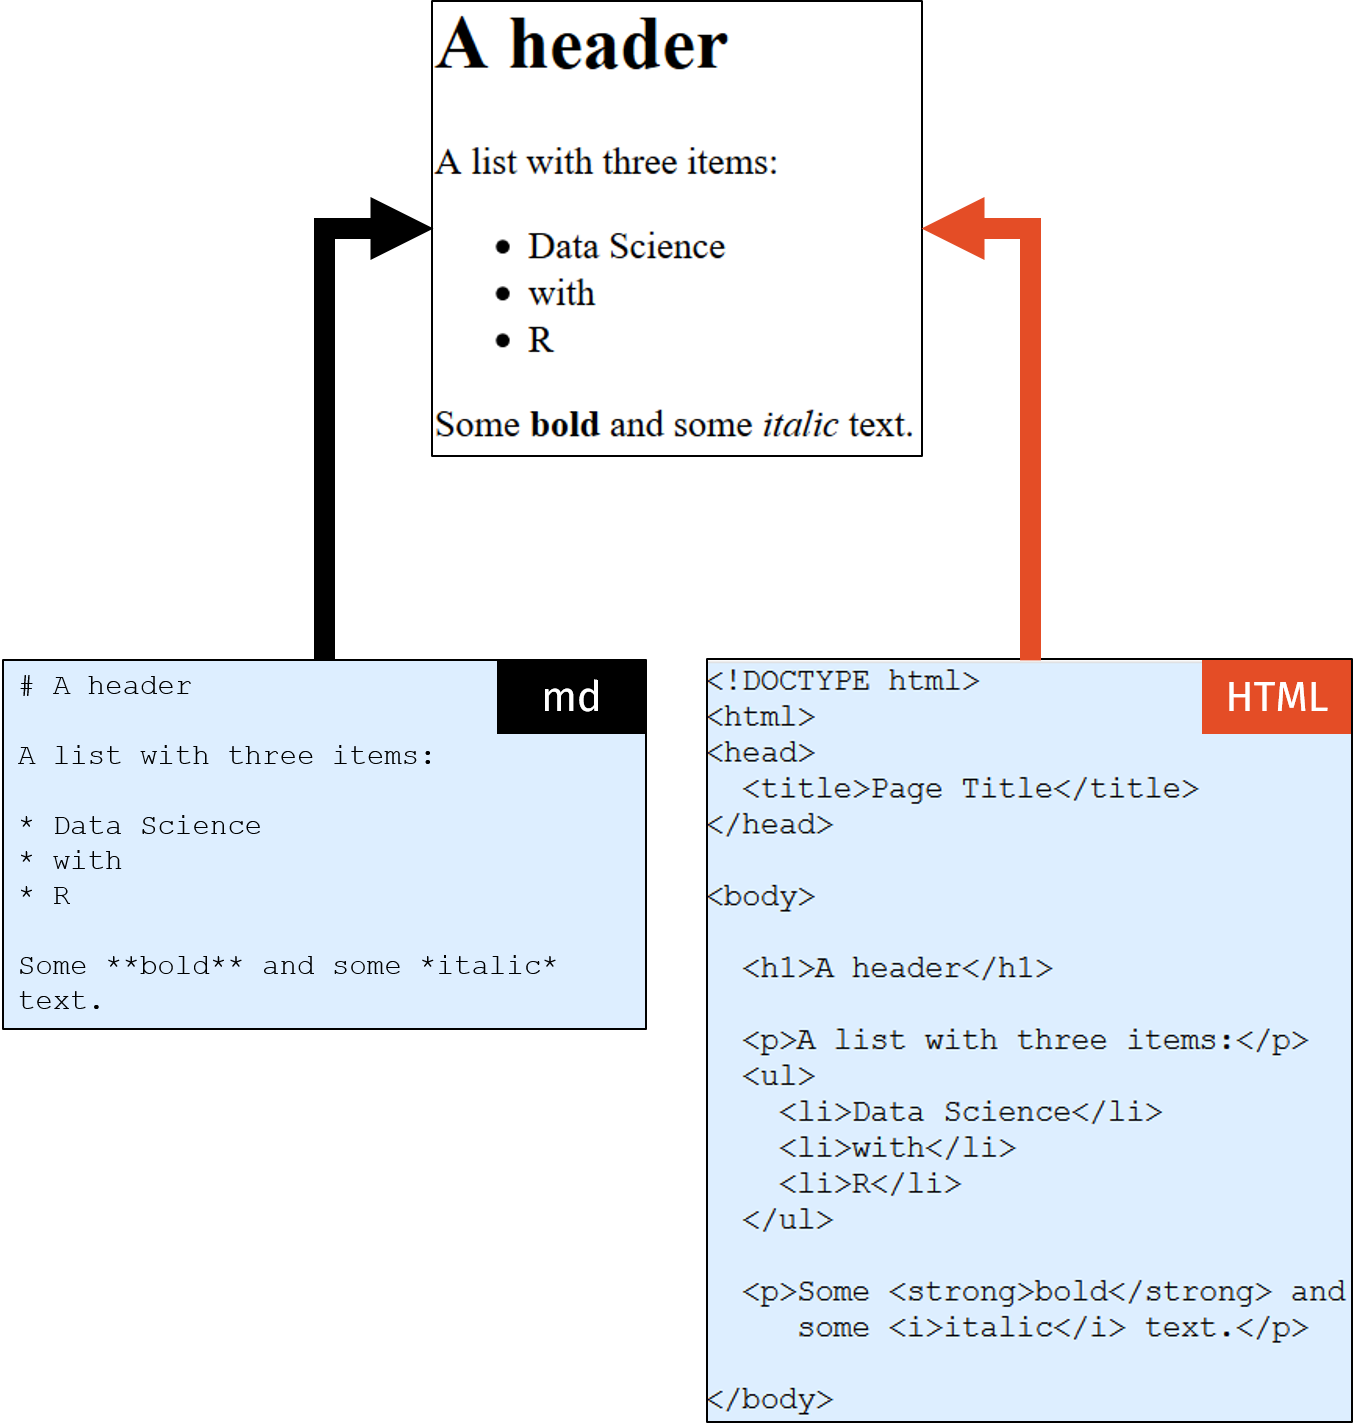 A header
A list with three items:
• Data Science
• with
• R
Some bold and some italic text.
md
# A header
A list with three items:
* Data Science
* with
* R
Some **bold** and some *italic*
text.
HTML
<!DOCTYPE html>
<html>
<head>
  <title>Page Title</title>
</head>
<body>
  <h1>A header</h1>
  <p>A list with three items:</p>
  <ul>
    <li>Data Science</li>
    <li>with</li>
    <li>R</li>
  </ul>
  <p>Some <strong>bold</strong> and
     some <i>italic</i> text.</p>
</body>